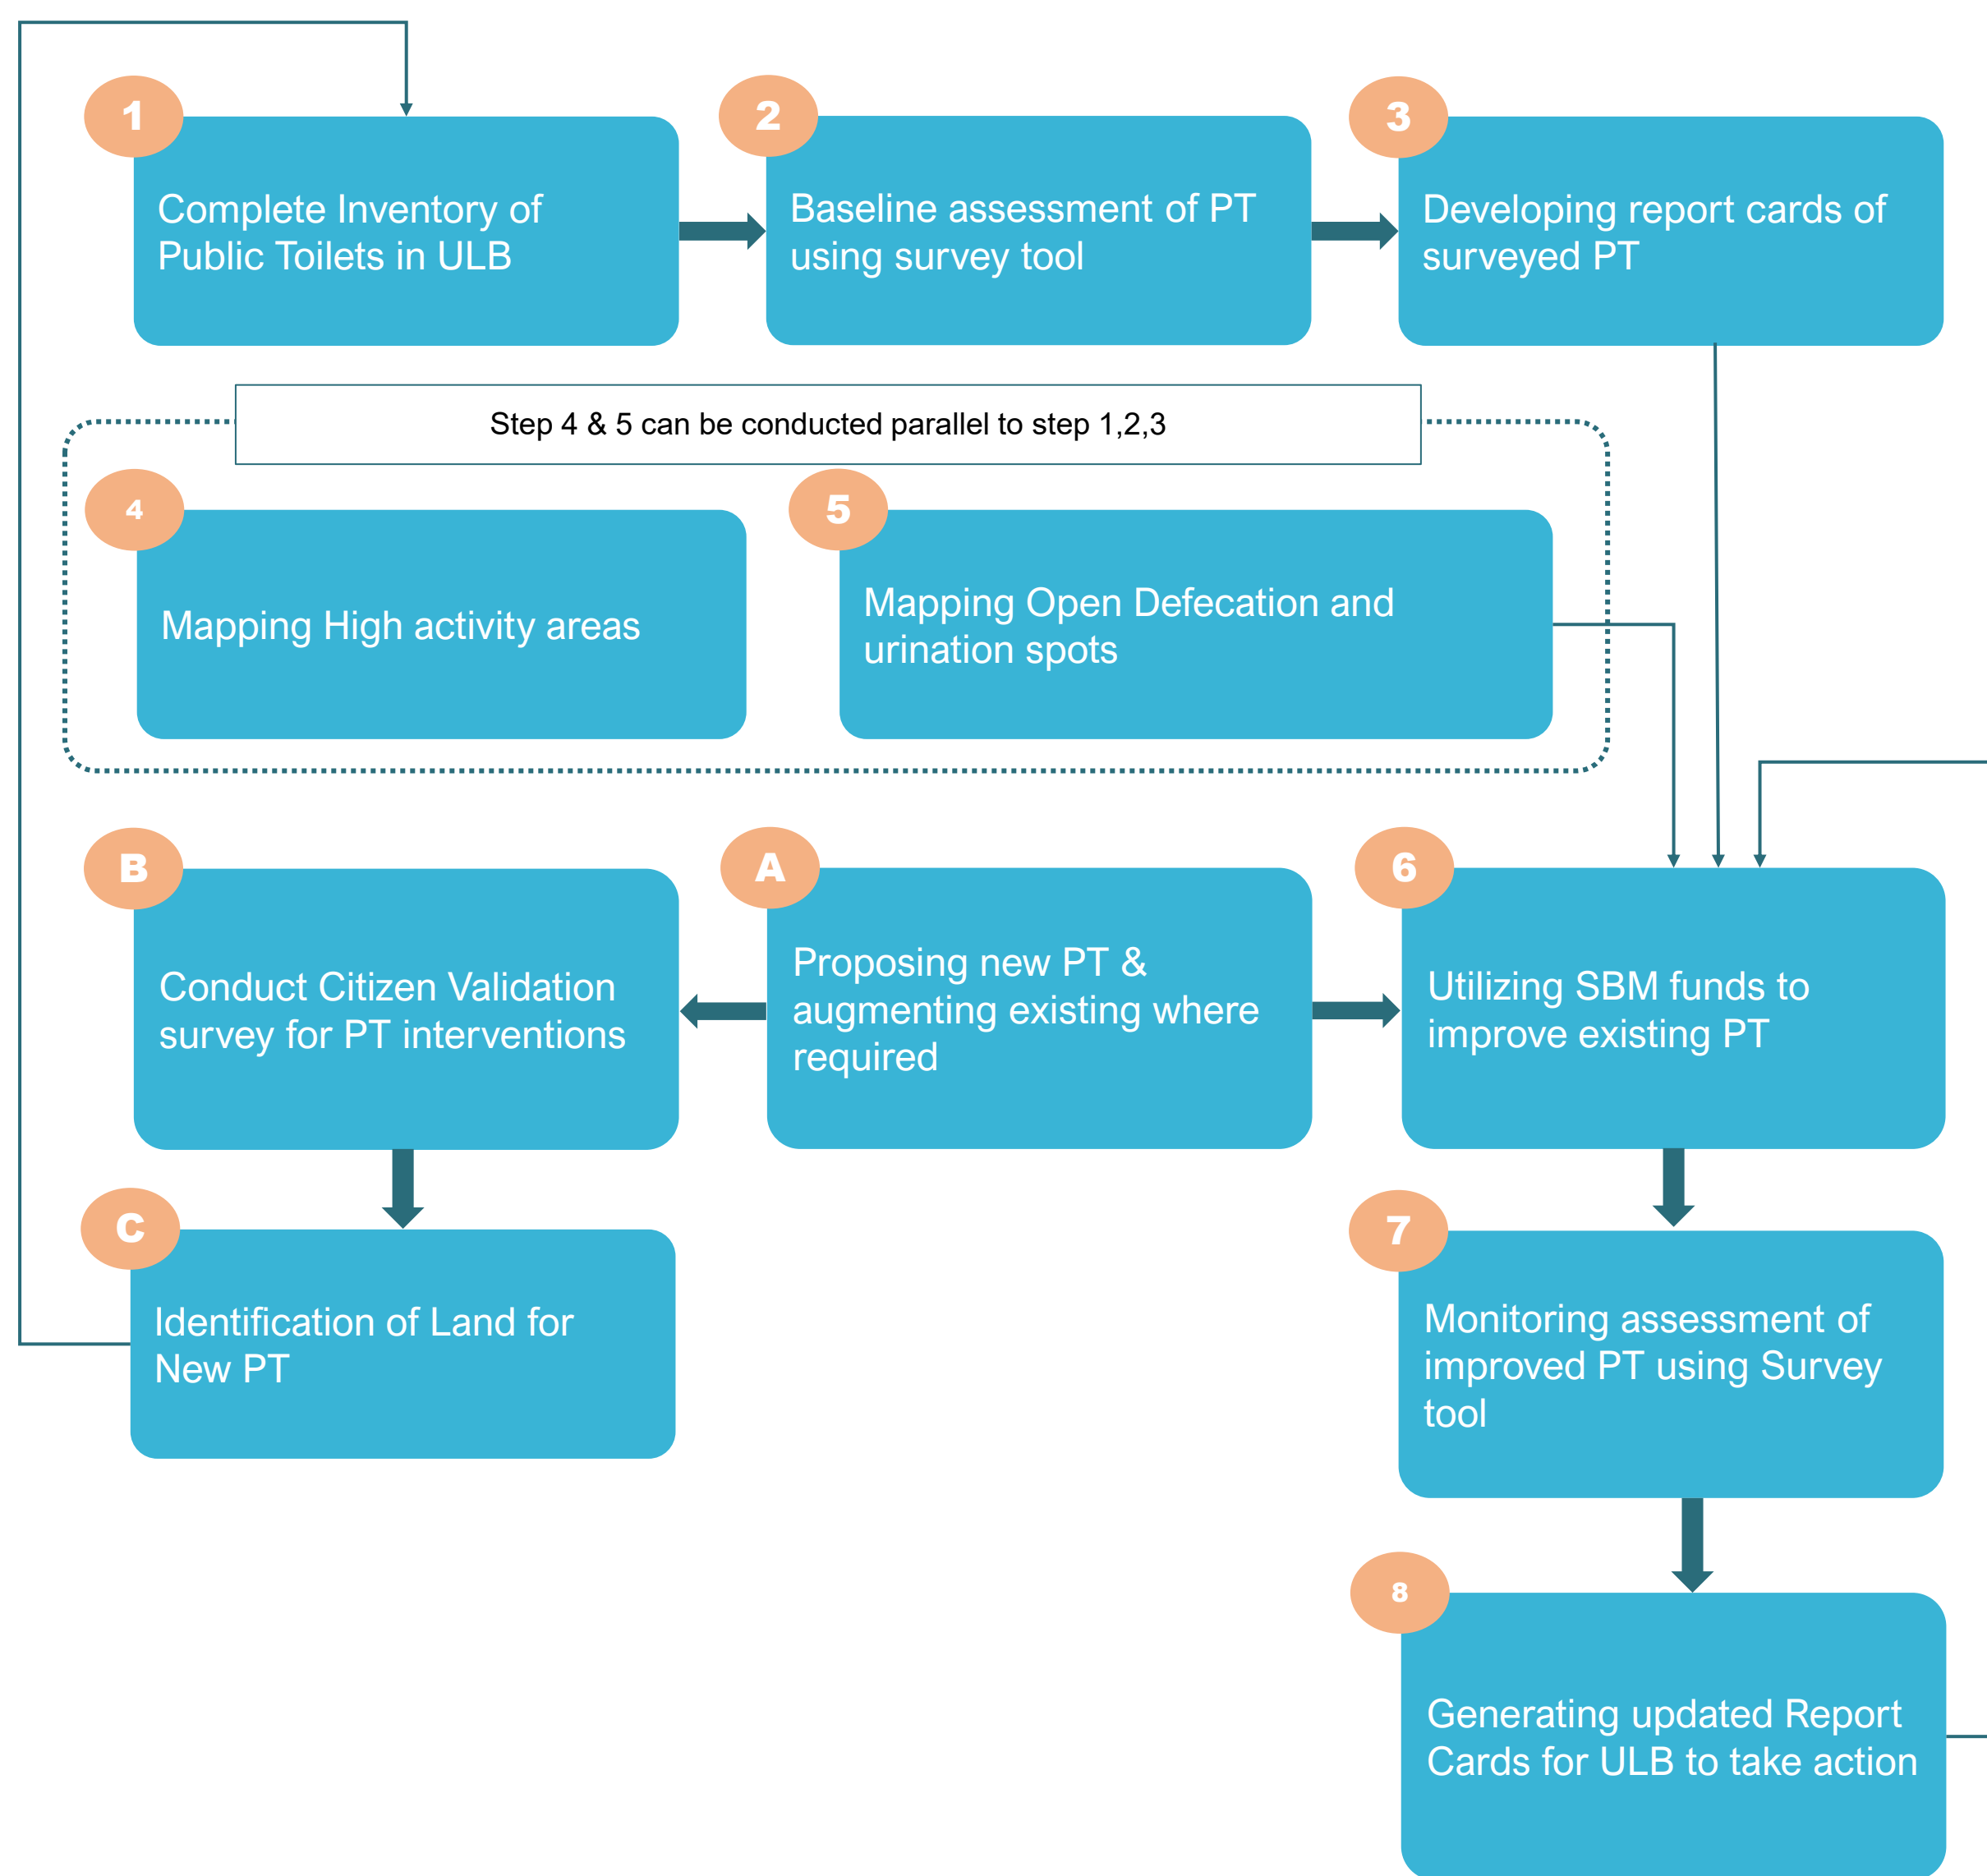 1
Complete Inventory of
Public Toilets in ULB
2
Baseline assessment of PT
using survey tool
3
Developing report cards of
surveyed PT
Step 4 & 5 can be conducted parallel to step 1,2,3
4
Mapping High activity areas
5
Mapping Open Defecation and
urination spots
B
Conduct Citizen Validation
survey for PT interventions
A
Proposing new PT &
augmenting existing where
required
6
Utilizing SBM funds to
improve existing PT
C
Identification of Land for
New PT
7
Monitoring assessment of
improved PT using Survey
tool
8
Generating updated Report
Cards for ULB to take action